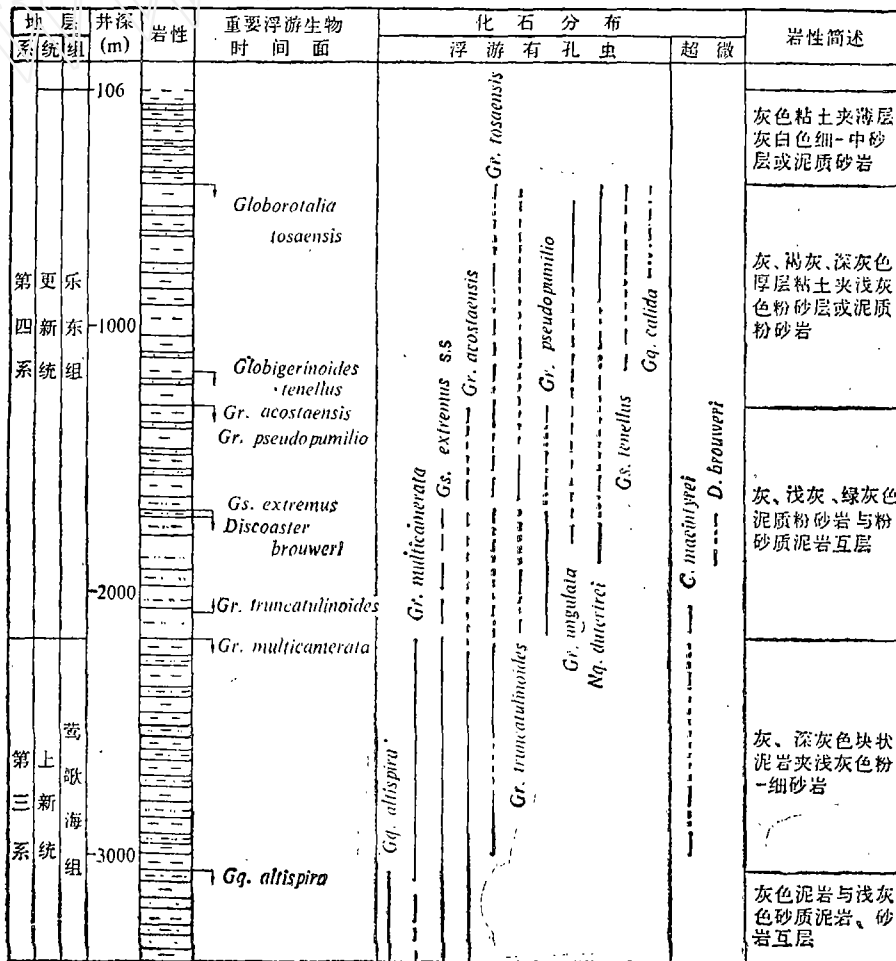 地层
系 统 组
井深
(m)
岩性
重要浮游生物
时间面
化石分布
浮游有孔虫
超微
岩性简述
106
1000
2000
3000
第四系
更新统
乐东组
第三系
上新统
莺歌海组
Globorotalia
tosaensis
Globigerinoides
tenellus
Gr. acostaensis
Gr. pseudopumilio
Gs. extremus
Discoaster
brouweri
Gr. truncatulinoides
Gr. multicamerata
Gq. altispira
Gq. altispira
Gr. multicamerata
Gs. extremus s.s
Gr. acostaensis
Gr. tosaensis
Gr. truncatulinoides
Gr. pseudopumilio
Gr. ungulata
Nq. duterirei
Gs. tenellus
Gq. calida
C. macintyrei
D. brouweri
灰色粘土夹薄层
灰白色细-中砂
层或泥质砂岩
灰、褐灰、深灰色
厚层粘土夹浅灰
色粉砂层或泥质
粉砂岩
灰、浅灰、绿灰色
泥质粉砂岩与粉
砂质泥岩互层
灰、深灰色块状
泥岩夹浅灰色粉
-细砂岩
灰色泥岩与浅灰
色砂质泥岩、砂
岩互层